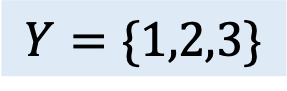 Y = {1,2,3}